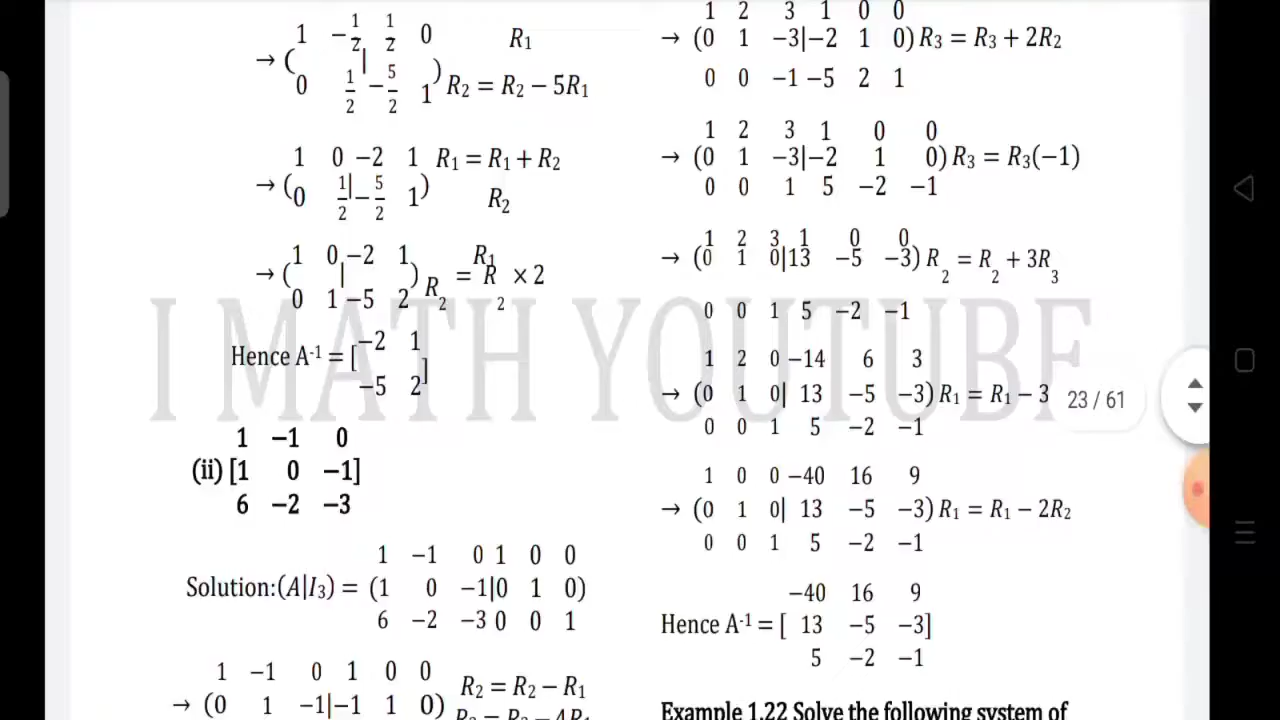 1 −1/2 1/2 0 R1
→ ( | )
0 1/2 −5/2 1 R2 = R2 − 5R1
1 0 −2 1 R1 = R1 + R2
→ ( | )
0 1/2 −5/2 1 R2
1 0 −2 1 R1
→ ( | ) R2 = R2 × 2
0 1 −5 2
Hence A-1 = [−2 1
−5 2]
1 −1 0
(ii) [1 0 −1]
6 −2 −3
1 −1 0 1 0 0
Solution:(A|I3) = (1 0 −1|0 1 0)
6 −2 −3 0 0 1
1 −1 0 1 0 0 R2 = R2 − R1
→ (0 1 −1|−1 1 0)
1 2 3 1 0 0
→ (0 1 −3|−2 1 0) R3 = R3 + 2R2
0 0 −1 −5 2 1
1 2 3 1 0 0
→ (0 1 −3|−2 1 0) R3 = R3(−1)
0 0 1 5 −2 −1
1 2 3 1 0 0
→ (0 1 0|13 −5 −3) R2 = R2 + 3R3
0 0 1 5 −2 −1
1 2 0 −14 6 3
→ (0 1 0| 13 −5 −3) R1 = R1 − 3
0 0 1 5 −2 −1
1 0 0 −40 16 9
→ (0 1 0| 13 −5 −3) R1 = R1 − 2R2
0 0 1 5 −2 −1
−40 16 9
Hence A-1 = [ 13 −5 −3]
5 −2 −1
Example 1.22 Solve the following system of
23 / 61
I MATH YOUTUBE